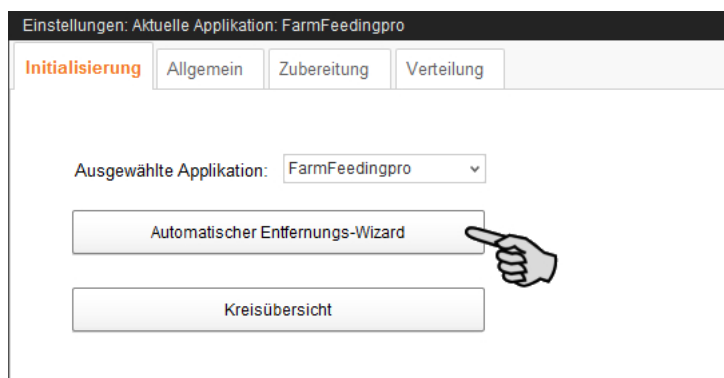 Einstellungen: Aktuelle Applikation: FarmFeedingpro
Initialisierung Allgemein Zubereitung Verteilung
Ausgewählte Applikation: FarmFeedingpro
Automatischer Entfernungs-Wizard
Kreisübersicht